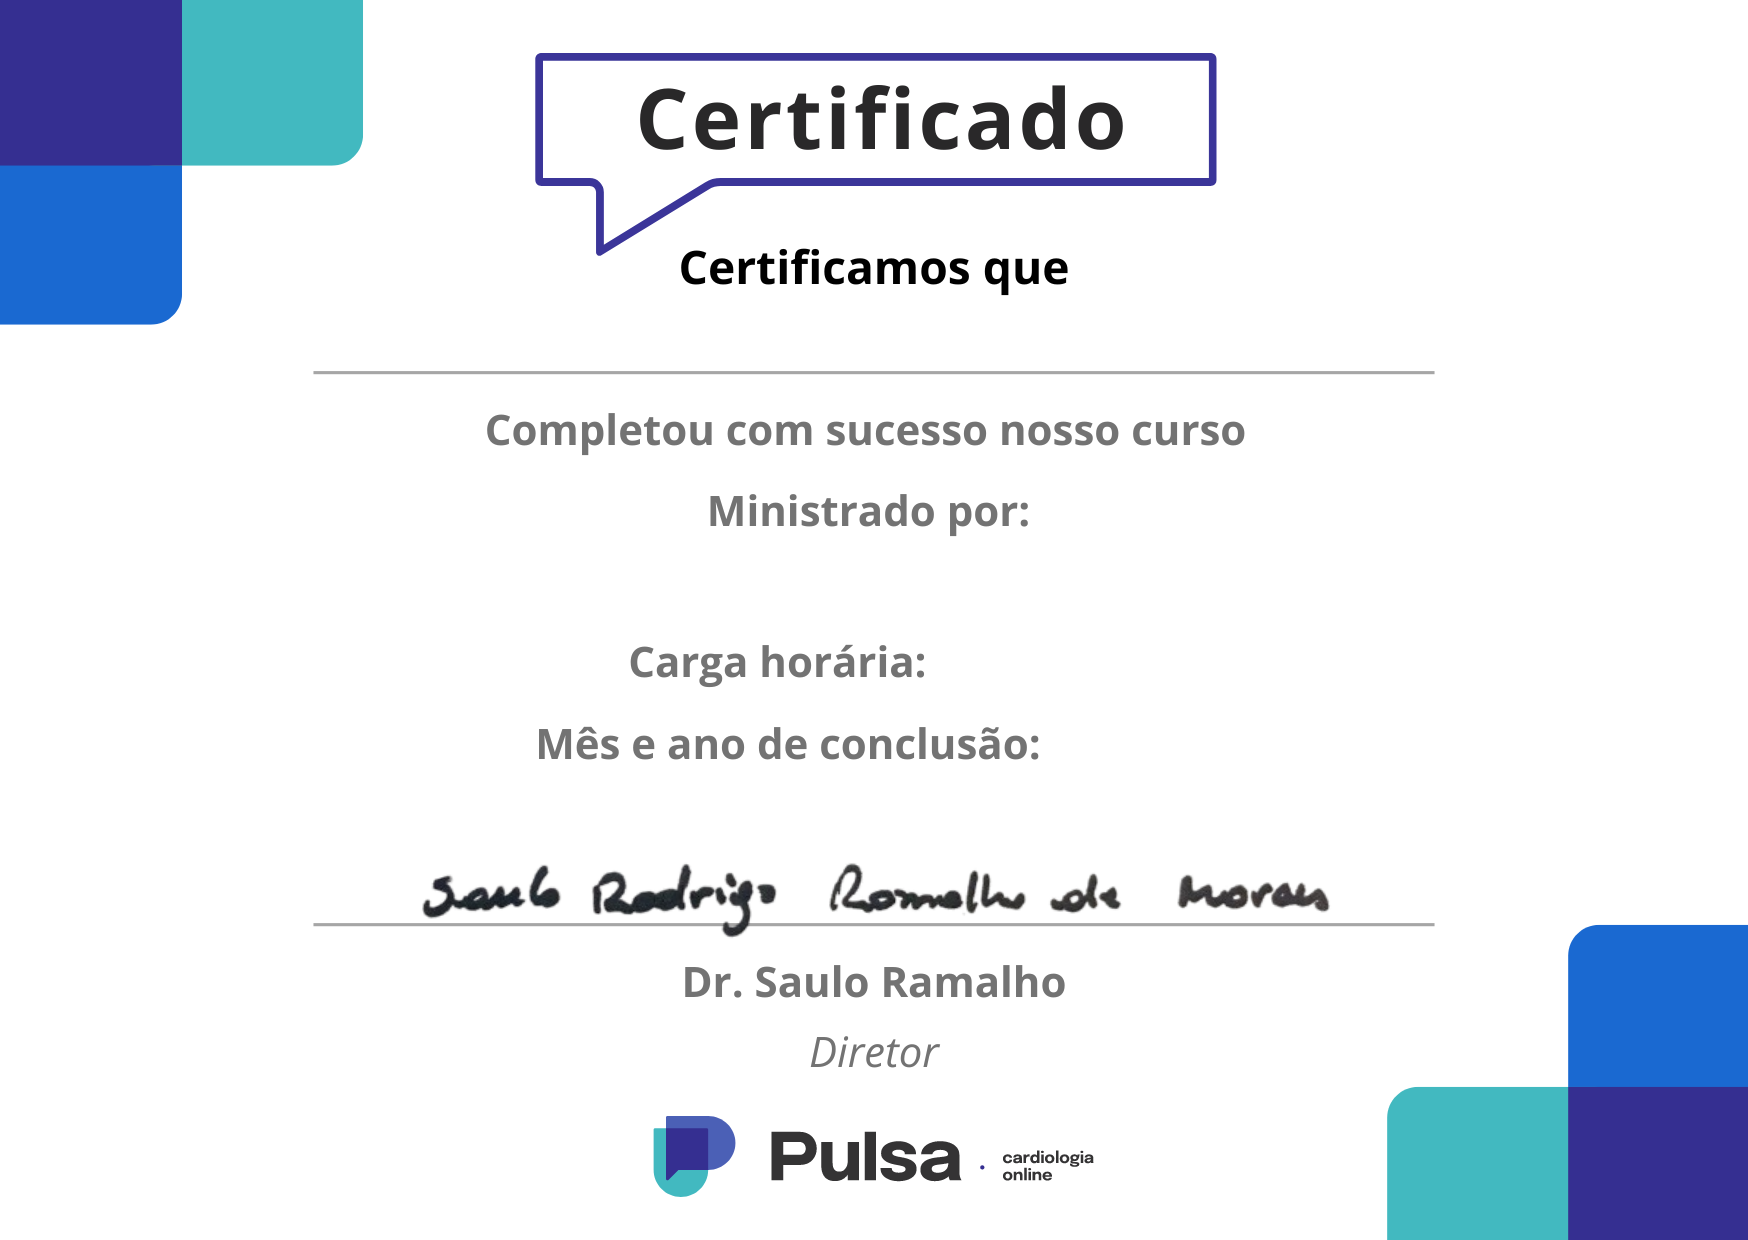 Certificado
Certificamos que
Completou com sucesso nosso curso
Ministrado por:
Carga horária:
Mês e ano de conclusão:
Saulo Rodrigo Ramalho de Moraes
Dr. Saulo Ramalho
Diretor
Pulsa . cardiologia
online